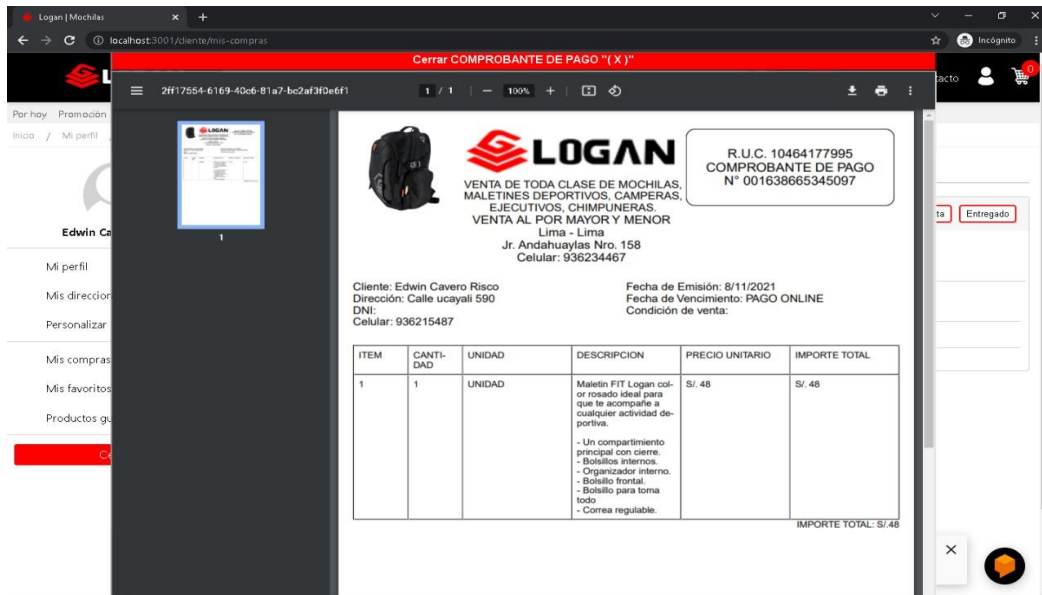 Logan | Mochilas
localhost:3001/cliente/mis-compras
Incógnito
Cerrar COMPROBANTE DE PAGO "( X )"
2ff17554-6169-40c6-81a7-bc2af3f0e6f1
1 / 1
100%
0
Por hoy Promoción
Inicio / Mi perfil /
Edwin Ca
Mi perfil
Mis direccion
Personalizar
Mis compras
Mis favoritos
Productos gu
Ce
1
Entregado
LOGAN
VENTA DE TODA CLASE DE MOCHILAS,
MALETINES DEPORTIVOS, CAMPERAS,
EJECUTIVOS, CHIMPUNERAS.
VENTA AL POR MAYOR Y MENOR
Lima - Lima
Jr. Andahuaylas Nro. 158
Celular: 936234467
R.U.C. 10464177995
COMPROBANTE DE PAGO
N° 001638665345097
Cliente: Edwin Cavero Risco
Dirección: Calle ucayali 590
DNI:
Celular: 936215487
Fecha de Emisión: 8/11/2021
Fecha de Vencimiento: PAGO ONLINE
Condición de venta:
ITEM CANTI- UNIDAD DESCRIPCION PRECIO UNITARIO IMPORTE TOTAL
DAD
1 1 UNIDAD Maletin FIT Logan col- S/. 48 S/. 48
or rosado ideal para
que te acompañe a
cualquier actividad de-
portiva.
- Un compartimiento
principal con cierre.
- Bolsillos internos.
- Organizador interno.
- Bolsillo frontal.
- Bolsillo para toma
todo
- Correa regulable.
IMPORTE TOTAL: S/.48